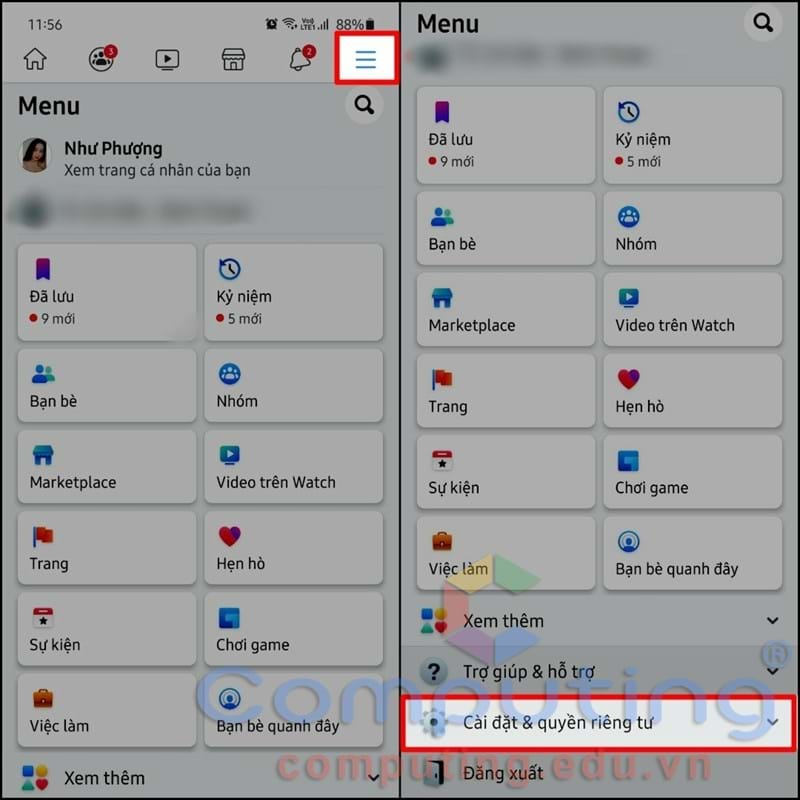 11:56
Vo))
LTE1
88%
3
2
Menu
Như Phượng
Xem trang cá nhân của bạn
Đã lưu
9 mới
Kỷ niệm
5 mới
Bạn bè
Nhóm
Marketplace
Video trên Watch
Trang
Hẹn hò
Sự kiện
Chơi game
Việc làm
Bạn bè quanh đây
Xem thêm
Menu
Đã lưu
9 mới
Kỷ niệm
5 mới
Bạn bè
Nhóm
Marketplace
Video trên Watch
Trang
Hẹn hò
Sự kiện
Chơi game
Việc làm
Bạn bè quanh đây
Xem thêm
Trợ giúp & hỗ trợ
Cài đặt & quyền riêng tư
Đăng xuất
Computing®
computing.edu.vn